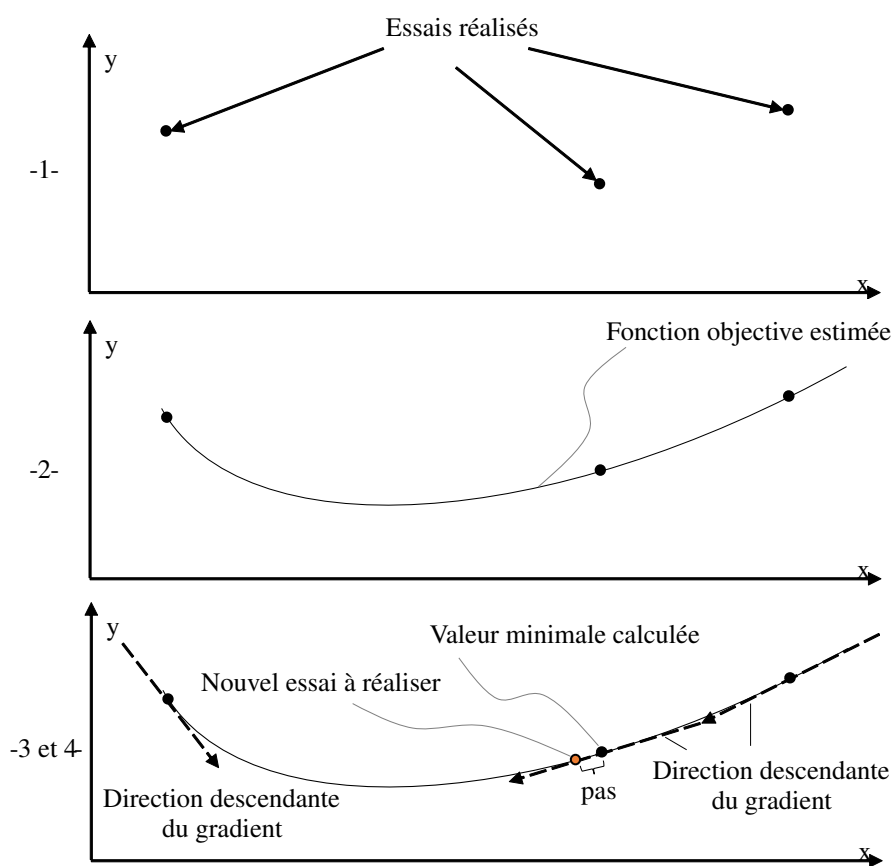 Essais réalisés
y
-1-
x
Fonction objective estimée
y
-2-
x
y
Valeur minimale calculée
Nouvel essai à réaliser
-3 et 4-
pas
Direction descendante
du gradient
Direction descendante
du gradient
x